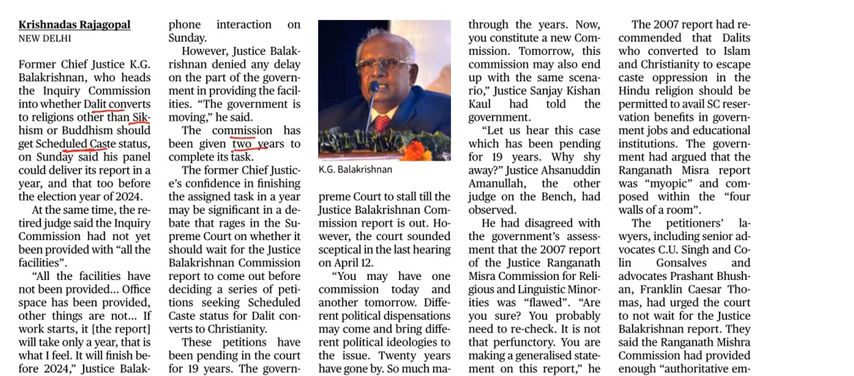 Krishnadas Rajagopal
NEW DELHI
Former Chief Justice K.G.
Balakrishnan, who heads
the Inquiry Commission
into whether Dalit converts
to religions other than Sik-
hism or Buddhism should
get Scheduled Caste status,
on Sunday said his panel
could deliver its report in a
year, and that too before
the election year of 2024.
At the same time, the re-
tired judge said the Inquiry
Commission had not yet
been provided with "all the
facilities".
"All the facilities have
not been provided... Office
space has been provided,
other things are not... If
work starts, it [the report]
will take only a year, that is
what I feel. It will finish be-
fore 2024," Justice Balak-
phone interaction on
Sunday.
However, Justice Balak-
rishnan denied any delay
on the part of the govern-
ment in providing the facil-
ities. "The government is
moving," he said.
The commission has
been given two years to
complete its task.
The former Chief Justic-
e's confidence in finishing
the assigned task in a year
may be significant in a de-
bate that rages in the Su-
preme Court on whether it
should wait for the Justice
Balakrishnan Commission
report to come out before
deciding a series of peti-
tions seeking Scheduled
Caste status for Dalit con-
verts to Christianity.
These petitions have
been pending in the court
for 19 years. The govern-
K.G. Balakrishnan
preme Court to stall till the
Justice Balakrishnan Com-
mission report is out. Ho-
wever, the court sounded
sceptical in the last hearing
on April 12.
"You may have one
commission today and
another tomorrow. Diffe-
rent political dispensations
may come and bring diffe-
rent political ideologies to
the issue. Twenty years
have gone by. So much ma-
through the years. Now,
you constitute a new Com-
mission. Tomorrow, this
commission may also end
up with the same scena-
rio," Justice Sanjay Kishan
Kaul had told the
government.
"Let us hear this case
which has been pending
for 19 years. Why shy
away?" Justice Ahsanuddin
Amanullah, the other
judge on the Bench, had
observed.
He had disagreed with
the government's assess-
ment that the 2007 report
of the Justice Ranganath
Misra Commission for Reli-
gious and Linguistic Minor-
ities was "flawed". "Are
you sure? You probably
need to re-check. It is not
that perfunctory. You are
making a generalised state-
ment on this report," he
The 2007 report had re-
commended that Dalits
who converted to Islam
and Christianity to escape
caste oppression in the
Hindu religion should be
permitted to avail SC reser-
vation benefits in govern-
ment jobs and educational
institutions. The govern-
ment had argued that the
Ranganath Misra report
was "myopic" and com-
posed within the "four
walls of a room".
The petitioners' la-
wyers, including senior ad-
vocates C.U. Singh and Co-
lin Gonsalves and
advocates Prashant Bhush-
an, Franklin Caesar Tho-
mas, had urged the court
to not wait for the Justice
Balakrishnan report. They
said the Ranganath Mishra
Commission had provided
enough "authoritative em-